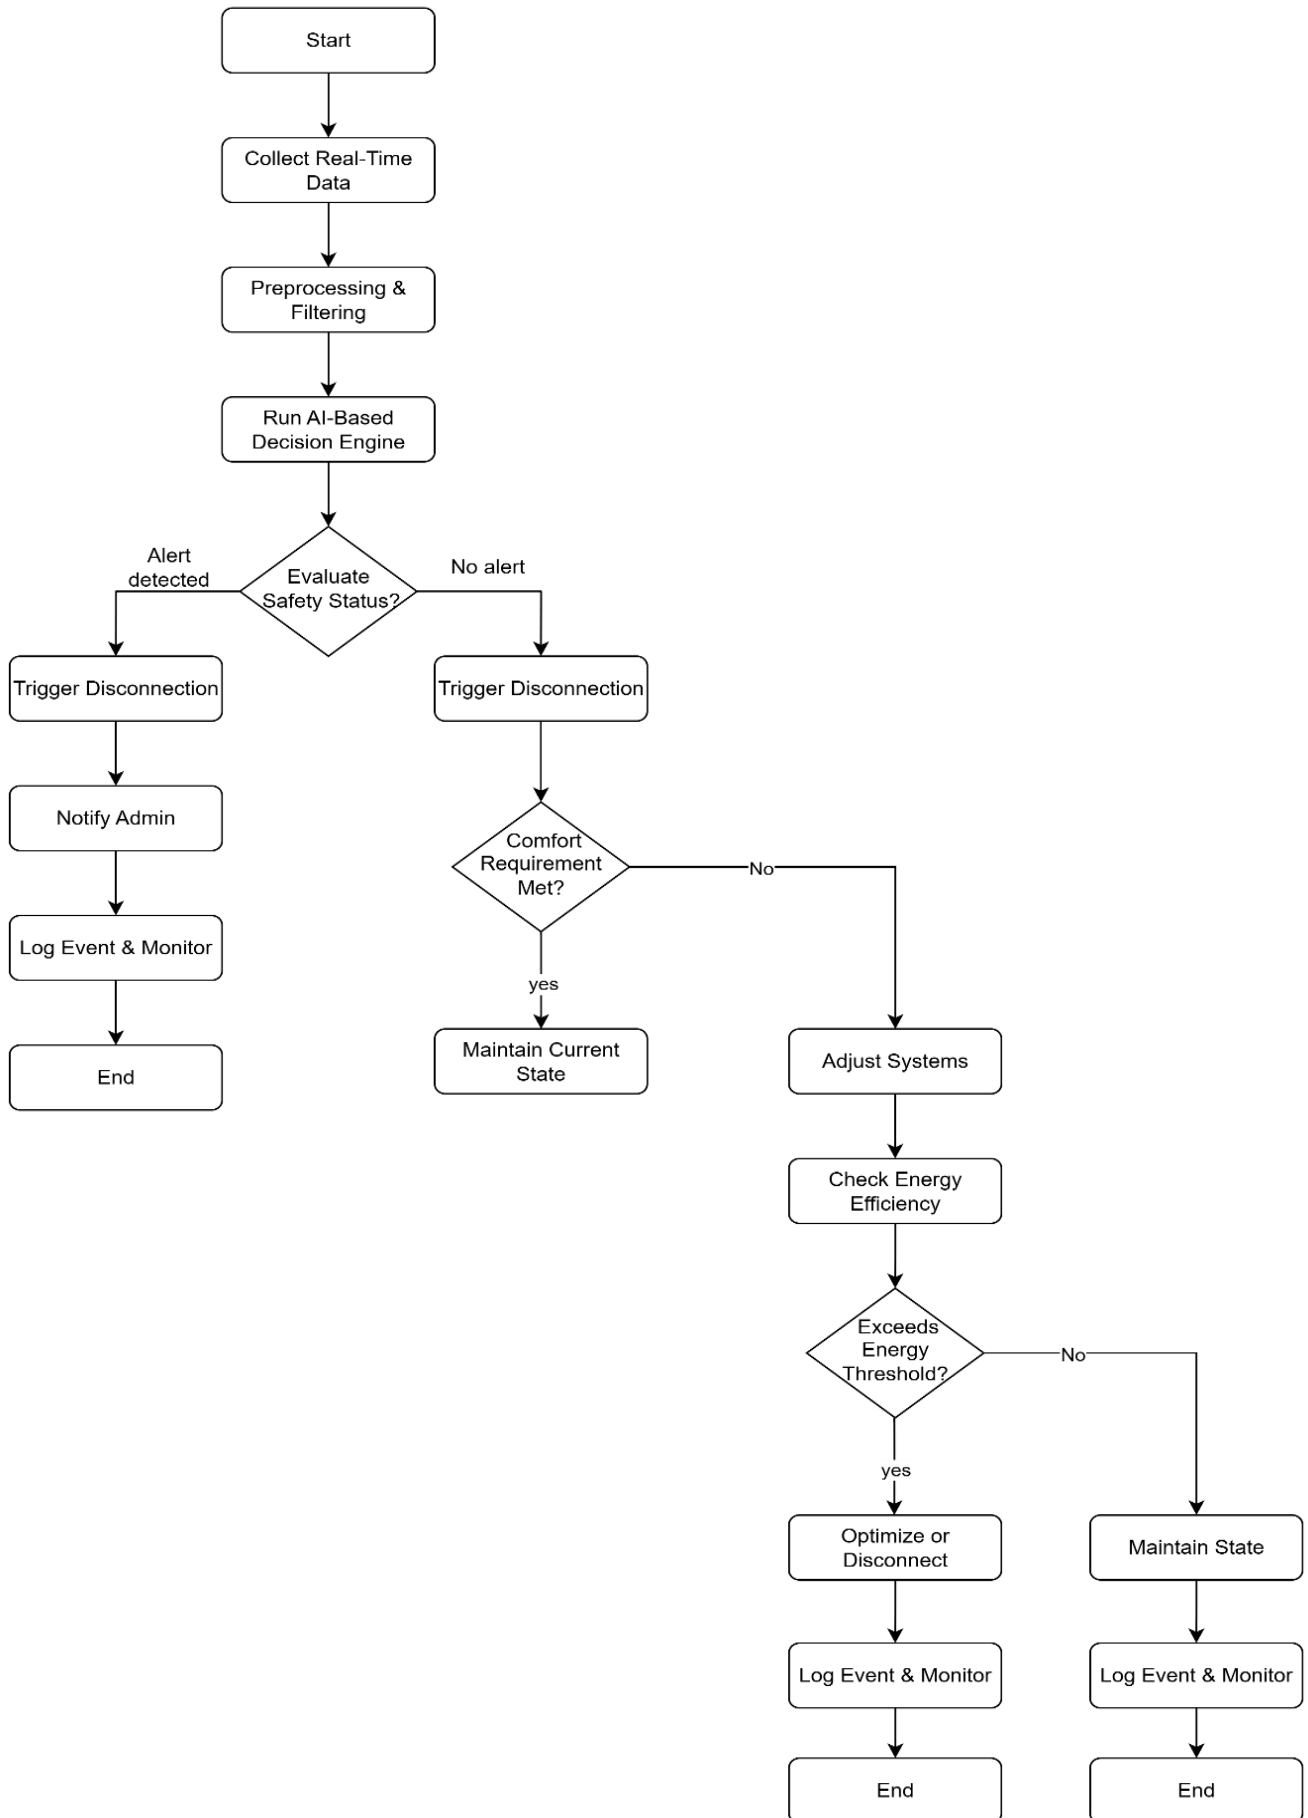 Start
Collect Real-Time
Data
Preprocessing &
Filtering
Run AI-Based
Decision Engine
Evaluate
Safety Status?
Alert
detected
No alert
Trigger Disconnection
Trigger Disconnection
Notify Admin
Comfort
Requirement
Met?
No
Log Event & Monitor
yes
End
Maintain Current
State
Adjust Systems
Check Energy
Efficiency
Exceeds
Energy
Threshold?
No
yes
Optimize or
Disconnect
Maintain State
Log Event & Monitor
Log Event & Monitor
End
End